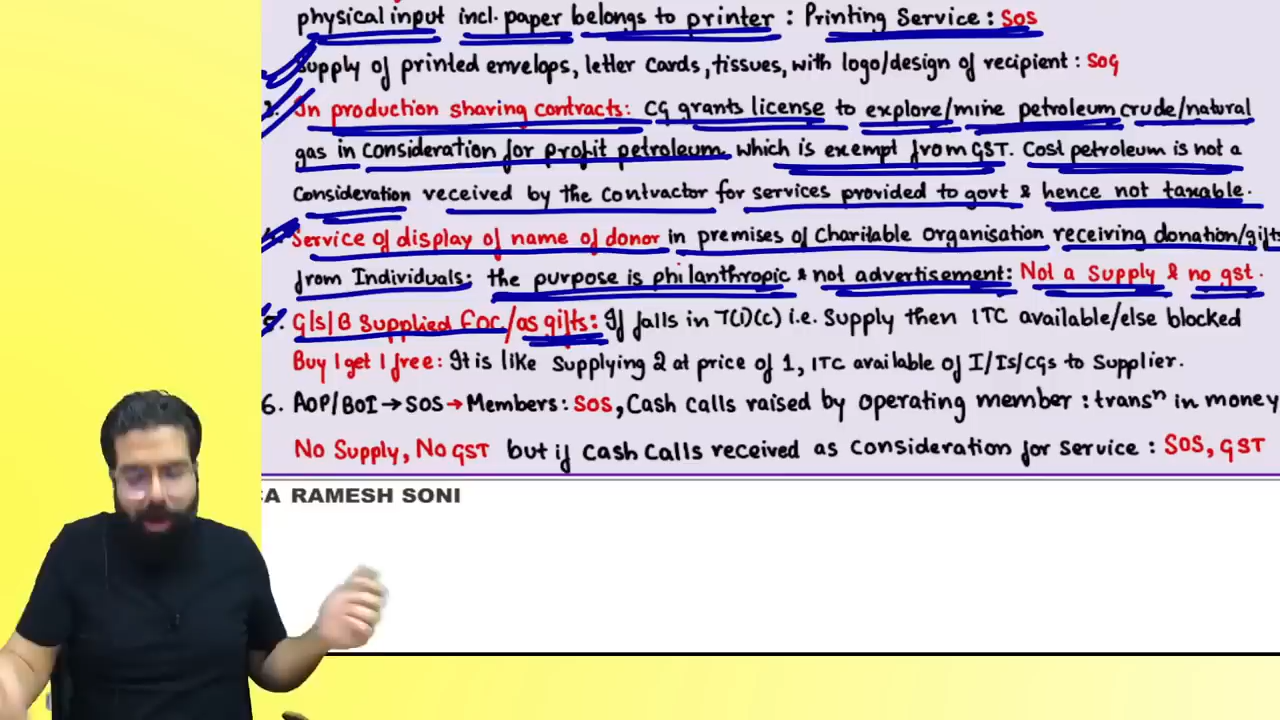 physical input incl. paper belongs to printer : Printing Service : SOS
Supply of printed envelops, letter cards, tissues, with logo/design of recipient : SOG
In production sharing contracts: CG grants license to explore/mine petroleum crude/natural
gas in consideration for profit petroleum which is exempt from GST. Cost petroleum is not a
consideration received by the contractor for services provided to govt & hence not taxable.
Service of display of name of donor in premises of Charitable Organisation receiving donation/gifts
from Individuals: the purpose is philanthropic & not advertisement: Not a Supply & no gst.
G|S|B Supplied FOC/as gifts: If falls in 7(1)(c) i.e. Supply then ITC available/else blocked
Buy 1 get 1 free: It is like supplying 2 at price of 1, ITC available of I/Is/CGs to Supplier.
6. AOP/BOI → SOS → Members: SOS, Cash calls raised by operating member : transⁿ in money
No Supply, No GST but if cash calls received as consideration for service : SOS, GST
CA RAMESH SONI